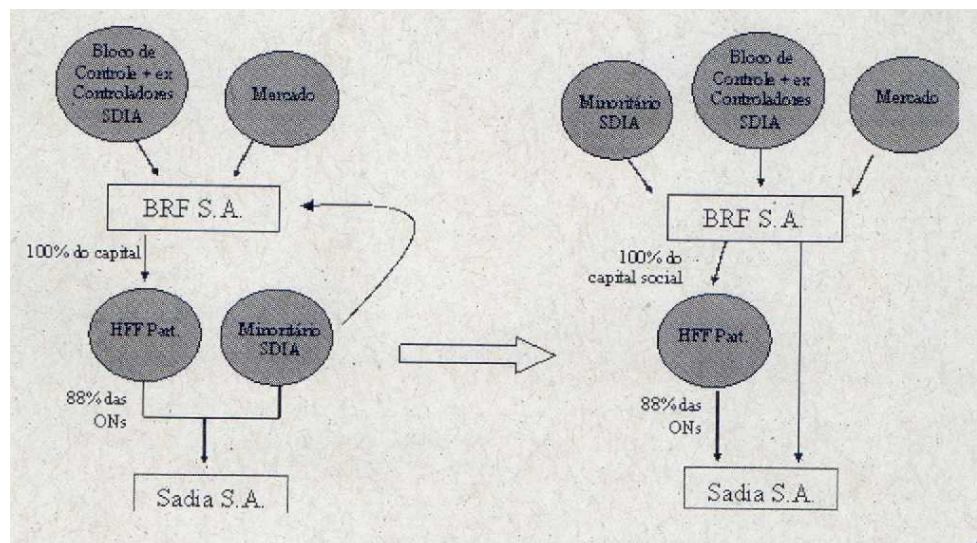 Bloco de
Controle + ex
Controladores
SDIA
Mercado
BRF S.A.
100% do capital
HFF Part.
Minoritário
SDIA
88% das
ONs
Sadia S.A.
Minoritário
SDIA
Bloco de
Controle + ex
Controladores
SDIA
Mercado
BRF S.A.
100% do
capital social
HFF Part.
88% das
ONs
Sadia S.A.